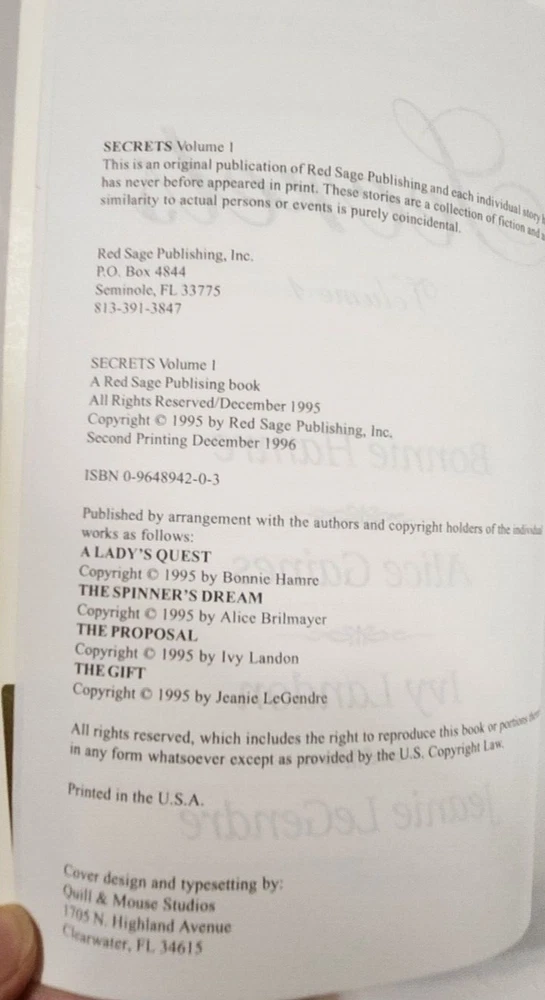 SECRETS Volume 1
This is an original publication of Red Sage Publishing and each individual story
has never before appeared in print. These stories are a collection of fiction and
similarity to actual persons or events is purely coincidental.
Red Sage Publishing, Inc.
P.O. Box 4844
Seminole, FL 33775
813-391-3847
SECRETS Volume 1
A Red Sage Publising book
All Rights Reserved/December 1995
Copyright © 1995 by Red Sage Publishing, Inc.
Second Printing December 1996
ISBN 0-9648942-0-3
Published by arrangement with the authors and copyright holders of the individual
works as follows:
A LADY'S QUEST
Copyright © 1995 by Bonnie Hamre
THE SPINNER'S DREAM
Copyright © 1995 by Alice Brilmayer
THE PROPOSAL
Copyright © 1995 by Ivy Landon
THE GIFT
Copyright © 1995 by Jeanie LeGendre
All rights reserved, which includes the right to reproduce this book or portions
in any form whatsoever except as provided by the U.S. Copyright Law.
Printed in the U.S.A.
Cover design and typesetting by:
Quill & Mouse Studios
1705 N. Highland Avenue
Clearwater, FL 34615